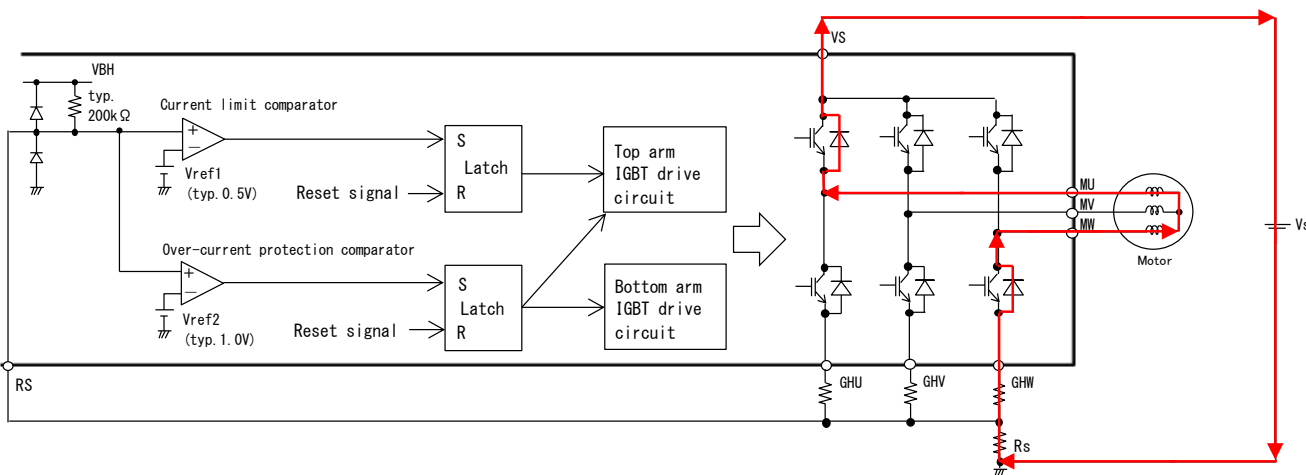 VS
VBH
typ.
200kΩ
Current limit comparator
+
−
Vref1
(typ.0.5V)
S
Latch
R
Reset signal
Top arm
IGBT drive
circuit
MU
MV
MW
Motor
Vs
Over-current protection comparator
+
−
Vref2
(typ.1.0V)
S
Latch
R
Reset signal
Bottom arm
IGBT drive
circuit
RS
GHU
GHV
GHW
Rs